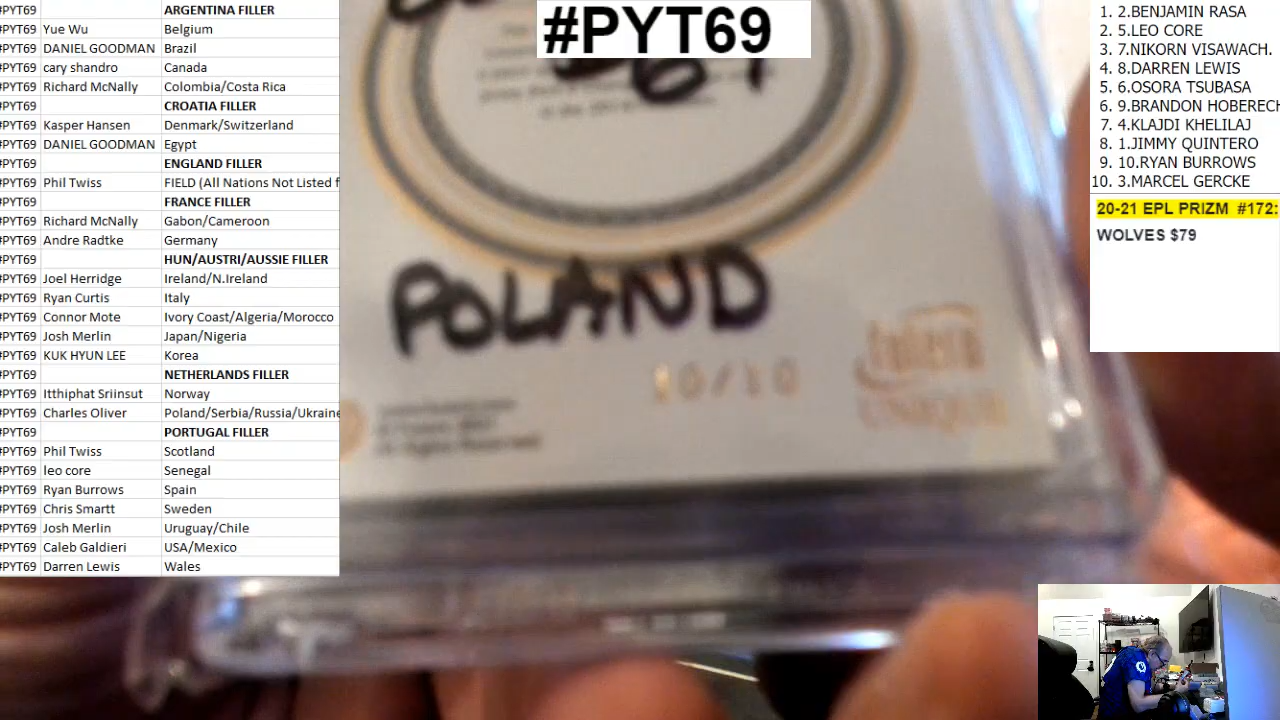 #PYT69 ARGENTINA FILLER
#PYT69 Yue Wu Belgium
#PYT69 DANIEL GOODMAN Brazil
#PYT69 cary shandro Canada
#PYT69 Richard McNally Colombia/Costa Rica
#PYT69 CROATIA FILLER
#PYT69 Kasper Hansen Denmark/Switzerland
#PYT69 DANIEL GOODMAN Egypt
#PYT69 ENGLAND FILLER
#PYT69 Phil Twiss FIELD (All Nations Not Listed f
#PYT69 FRANCE FILLER
#PYT69 Richard McNally Gabon/Cameroon
#PYT69 Andre Radtke Germany
#PYT69 HUN/AUSTRI/AUSSIE FILLER
#PYT69 Joel Herridge Ireland/N.Ireland
#PYT69 Ryan Curtis Italy
#PYT69 Connor Mote Ivory Coast/Algeria/Morocco
#PYT69 Josh Merlin Japan/Nigeria
#PYT69 KUK HYUN LEE Korea
#PYT69 NETHERLANDS FILLER
#PYT69 Itthiphat Sriinsut Norway
#PYT69 Charles Oliver Poland/Serbia/Russia/Ukraine
#PYT69 PORTUGAL FILLER
#PYT69 Phil Twiss Scotland
#PYT69 leo core Senegal
#PYT69 Ryan Burrows Spain
#PYT69 Chris Smartt Sweden
#PYT69 Josh Merlin Uruguay/Chile
#PYT69 Caleb Galdieri USA/Mexico
#PYT69 Darren Lewis Wales
#PYT69
POLAND
10/10
UNIQUE
All Rights Reserved
1. 2.BENJAMIN RASA
2. 5.LEO CORE
3. 7.NIKORN VISAWACH.
4. 8.DARREN LEWIS
5. 6.OSORA TSUBASA
6. 9.BRANDON HOBERECH
7. 4.KLAJDI KHELILAJ
8. 1.JIMMY QUINTERO
9. 10.RYAN BURROWS
10. 3.MARCEL GERCKE
20-21 EPL PRIZM #172:
WOLVES $79